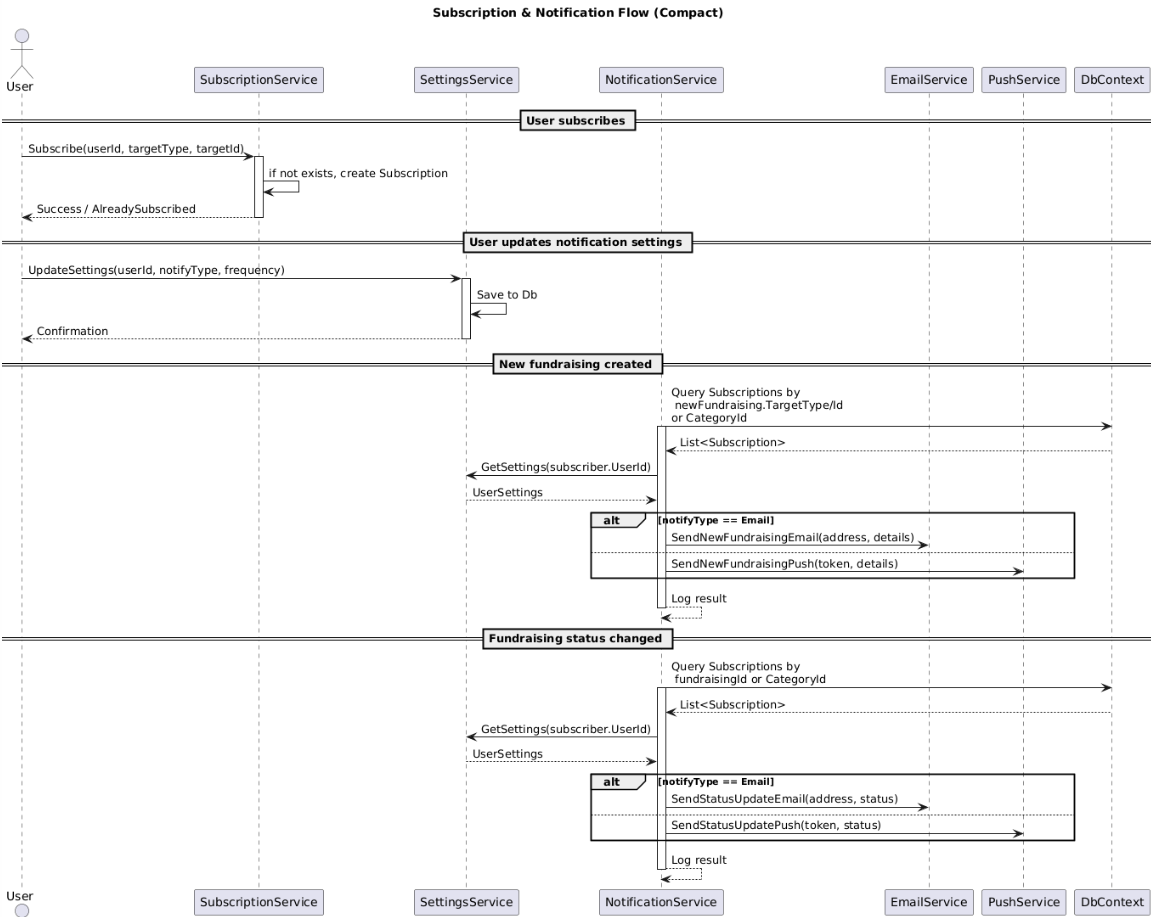 Subscription & Notification Flow (Compact)
User
SubscriptionService
SettingsService
NotificationService
EmailService
PushService
DbContext
User subscribes
Subscribe(userId, targetType, targetId)
if not exists, create Subscription
Success / AlreadySubscribed
User updates notification settings
UpdateSettings(userId, notifyType, frequency)
Save to Db
Confirmation
New fundraising created
Query Subscriptions by
newFundraising.TargetType/Id
or CategoryId
List<Subscription>
GetSettings(subscriber.UserId)
UserSettings
alt
[notifyType == Email]
SendNewFundraisingEmail(address, details)
SendNewFundraisingPush(token, details)
Log result
Fundraising status changed
Query Subscriptions by
fundraisingId or CategoryId
List<Subscription>
GetSettings(subscriber.UserId)
UserSettings
alt
[notifyType == Email]
SendStatusUpdateEmail(address, status)
SendStatusUpdatePush(token, status)
Log result
User
SubscriptionService
SettingsService
NotificationService
EmailService
PushService
DbContext